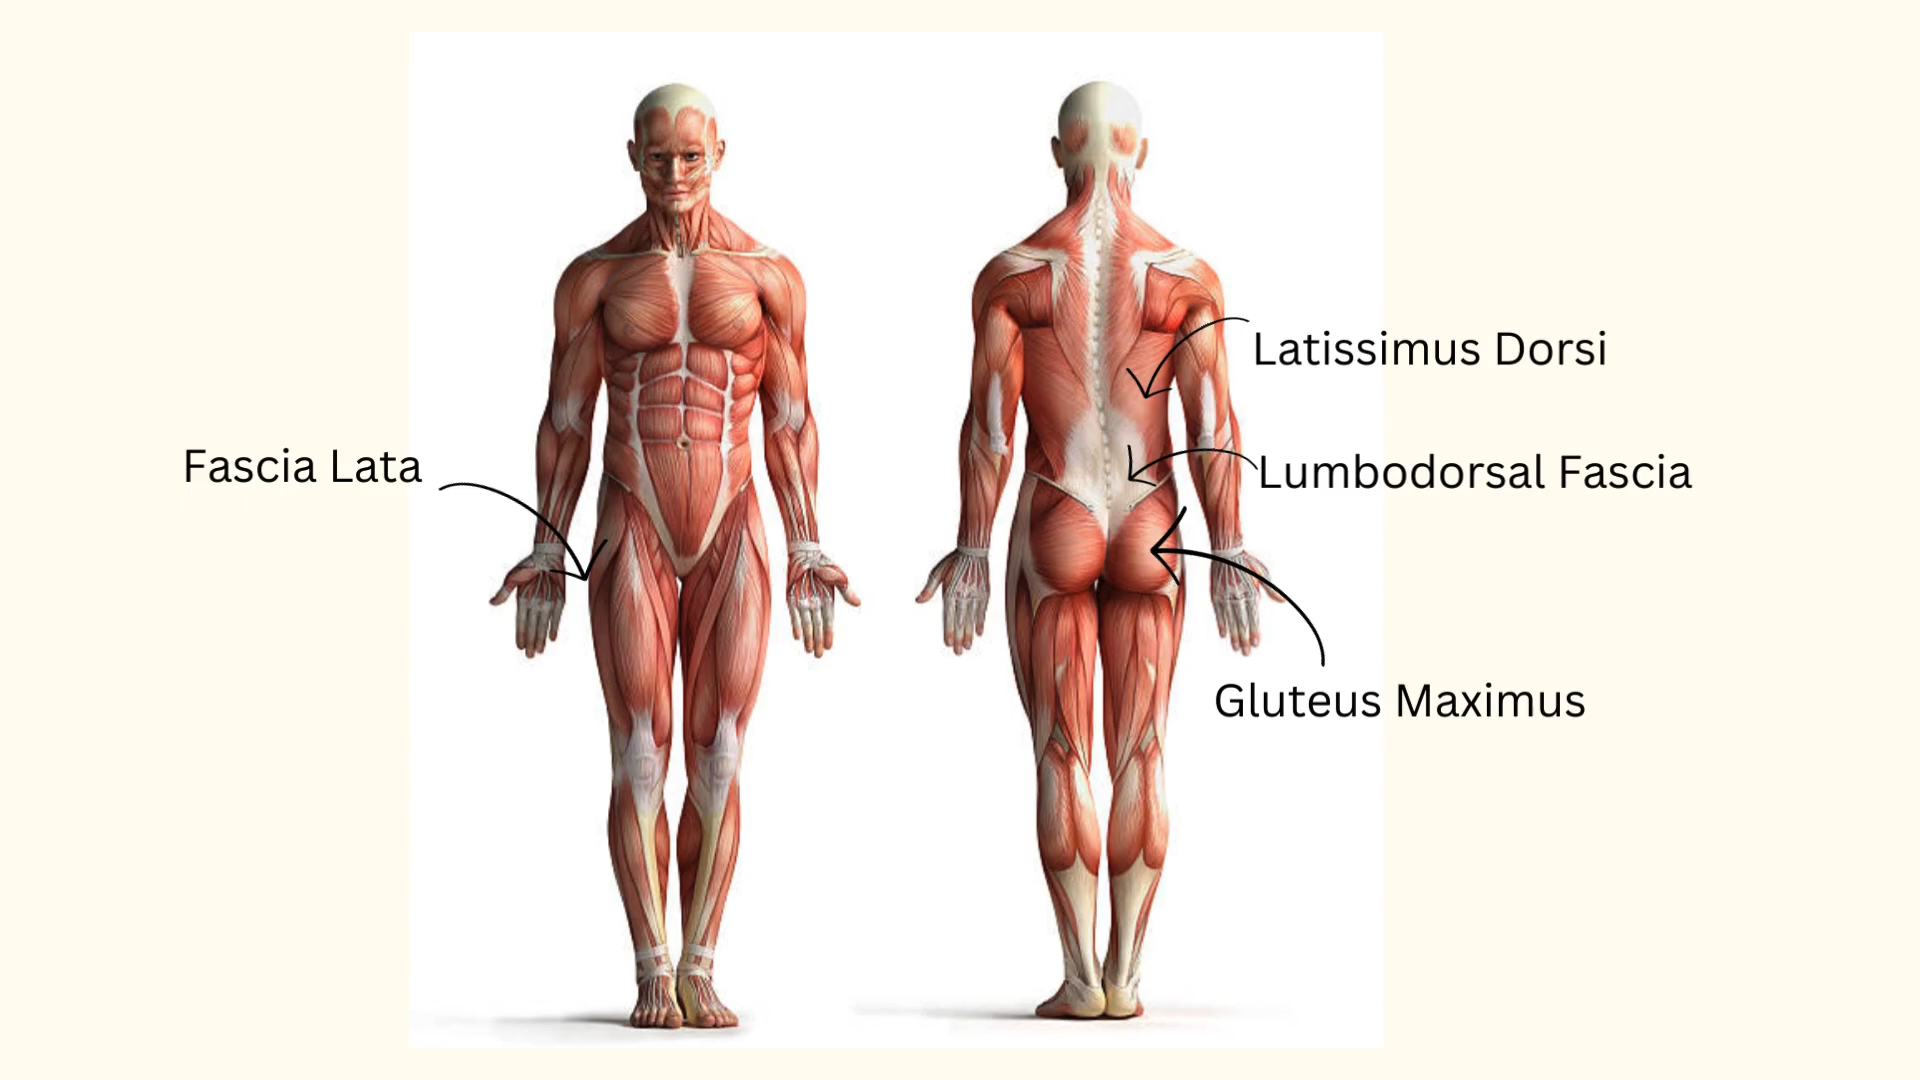 Latissimus Dorsi
Fascia Lata
Lumbodorsal Fascia
Gluteus Maximus